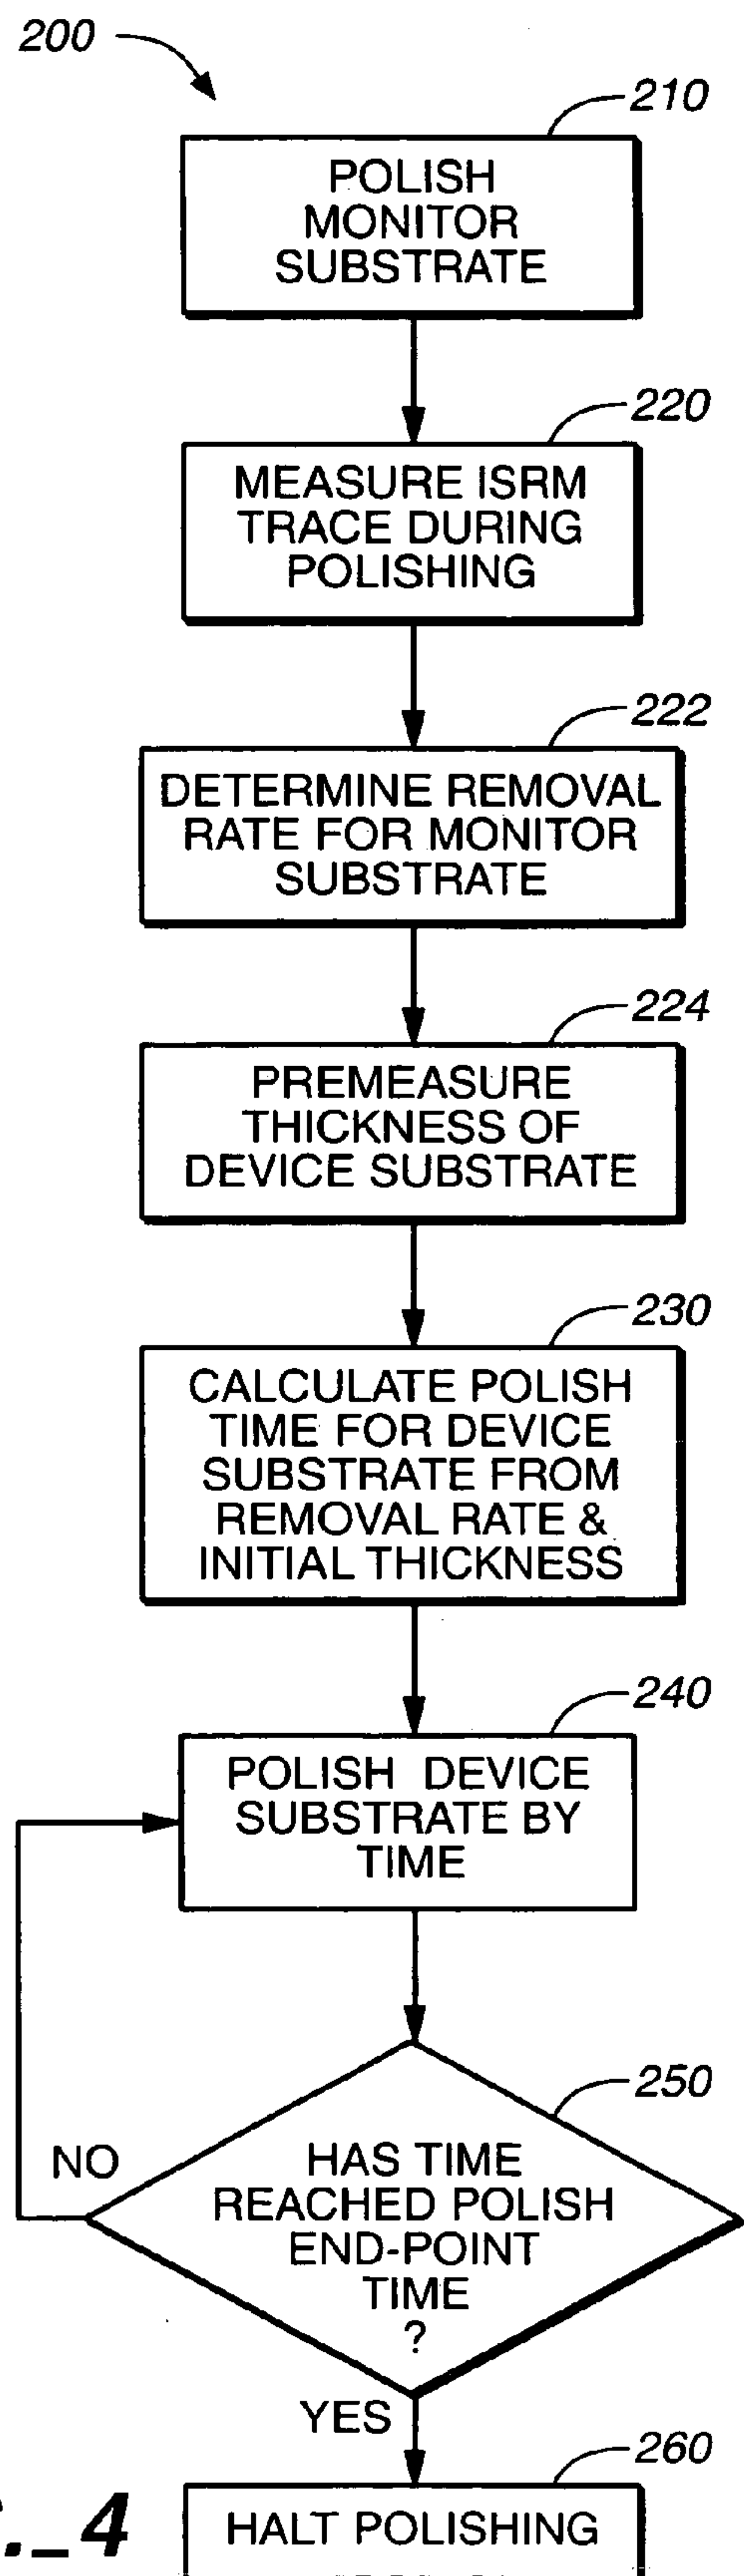 200
210
POLISH
MONITOR
SUBSTRATE
220
MEASURE ISRM
TRACE DURING
POLISHING
222
DETERMINE REMOVAL
RATE FOR MONITOR
SUBSTRATE
224
PREMEASURE
THICKNESS OF
DEVICE SUBSTRATE
230
CALCULATE POLISH
TIME FOR DEVICE
SUBSTRATE FROM
REMOVAL RATE &
INITIAL THICKNESS
240
POLISH DEVICE
SUBSTRATE BY
TIME
250
NO
HAS TIME
REACHED POLISH
END-POINT
TIME
?
YES
260
HALT POLISHING
._4